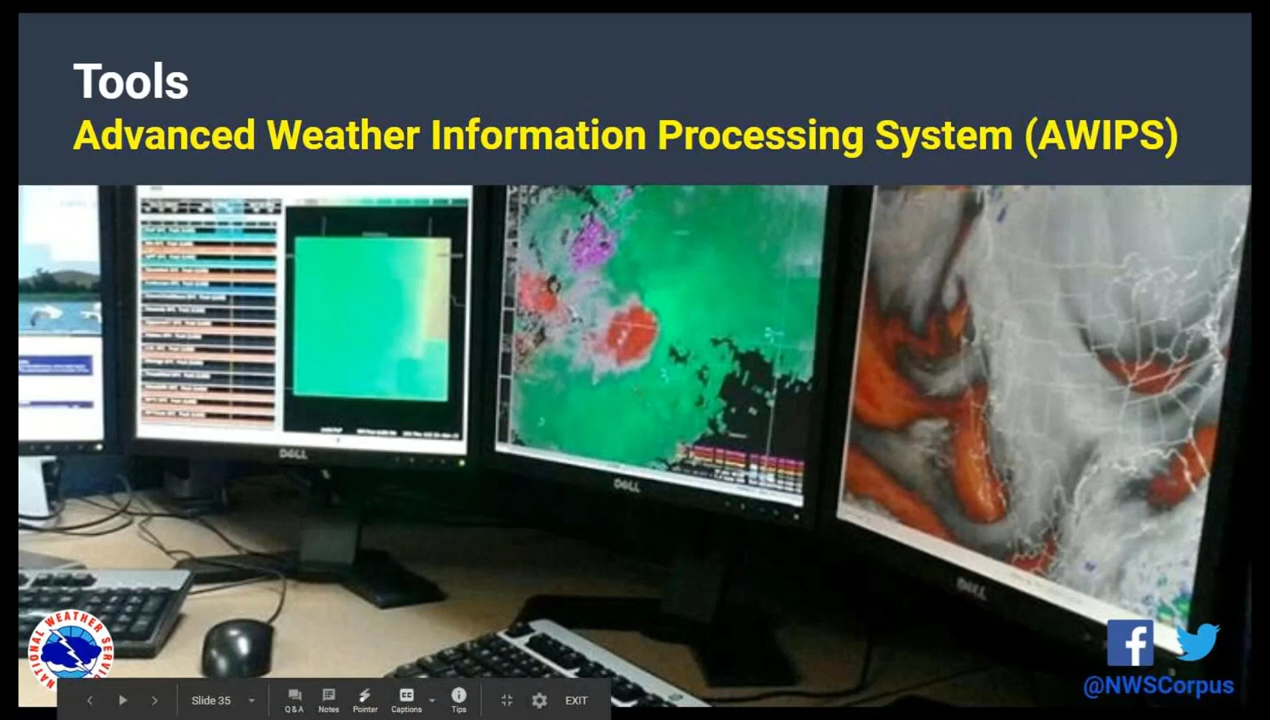 Tools
Advanced Weather Information Processing System (AWIPS)
DELL
DELL
DELL
NATIONAL WEATHER SERVICE
@NWSCorpus
Slide 35
Q & A
Notes
Pointer
CC
Captions
Tips
EXIT